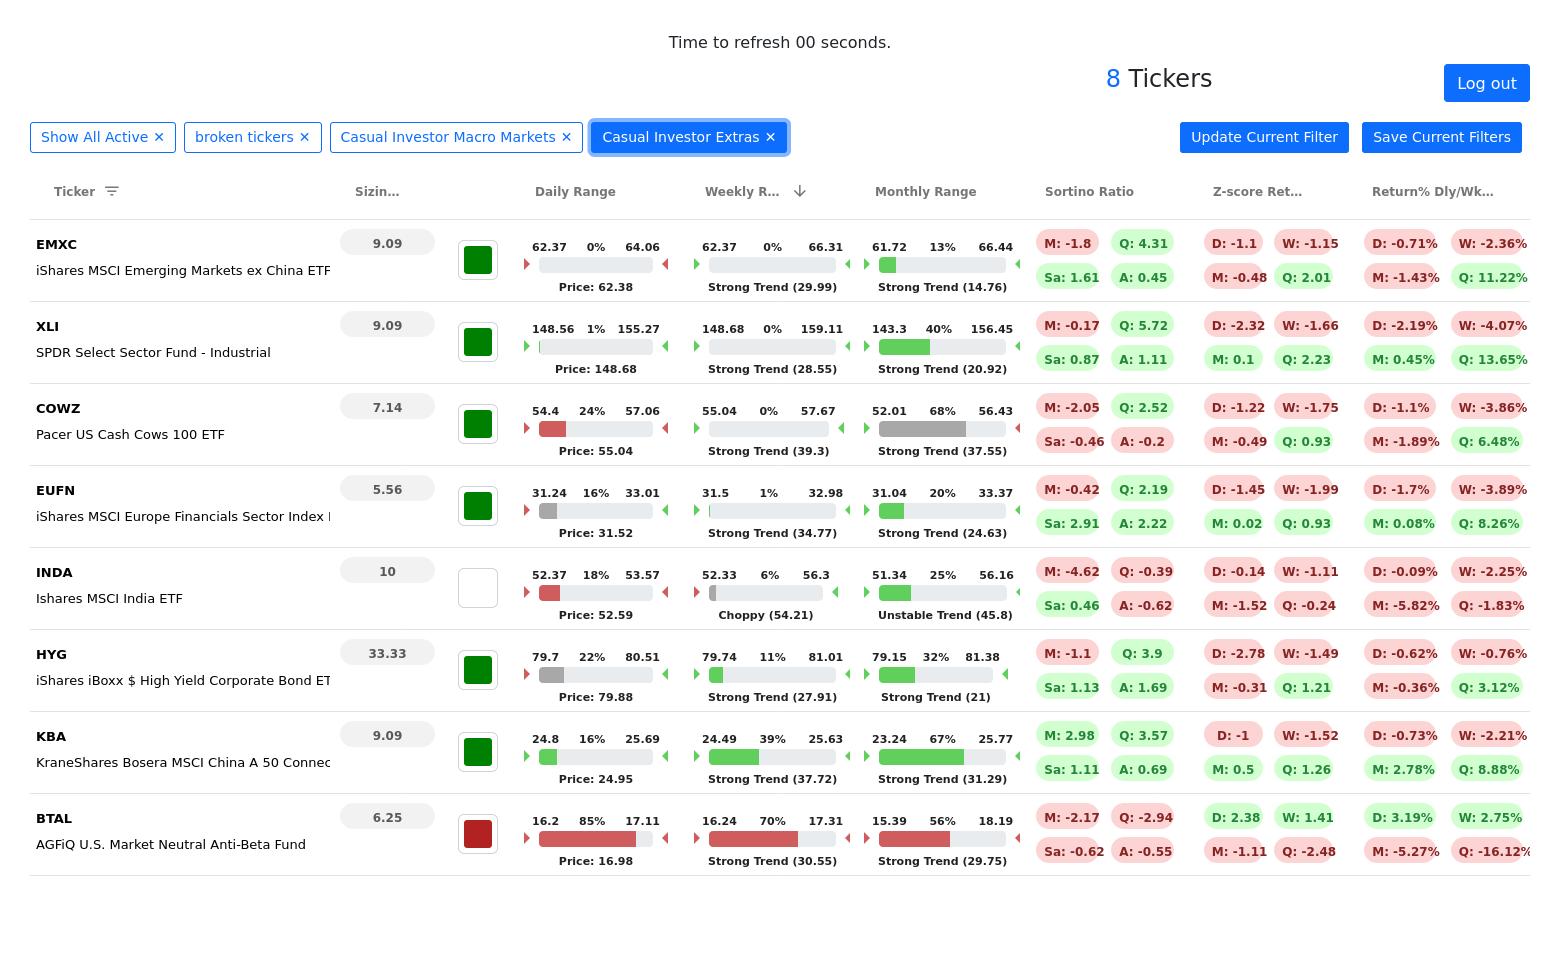 Time to refresh 00 seconds.
8 Tickers
Log out
Show All Active ✕ broken tickers ✕ Casual Investor Macro Markets ✕ Casual Investor Extras ✕ Update Current Filter Save Current Filters
Ticker Sizin... Daily Range Weekly R... Monthly Range Sortino Ratio Z-score Ret... Return% Dly/Wk...
EMXC 9.09 62.37 0% 64.06 62.37 0% 66.31 61.72 13% 66.44 M: -1.8 Q: 4.31 D: -1.1 W: -1.15 D: -0.71% W: -2.36%
iShares MSCI Emerging Markets ex China ETF Price: 62.38 Strong Trend (29.99) Strong Trend (14.76) Sa: 1.61 A: 0.45 M: -0.48 Q: 2.01 M: -1.43% Q: 11.22%
XLI 9.09 148.56 1% 155.27 148.68 0% 159.11 143.3 40% 156.45 M: -0.17 Q: 5.72 D: -2.32 W: -1.66 D: -2.19% W: -4.07%
SPDR Select Sector Fund - Industrial Price: 148.68 Strong Trend (28.55) Strong Trend (20.92) Sa: 0.87 A: 1.11 M: 0.1 Q: 2.23 M: 0.45% Q: 13.65%
COWZ 7.14 54.4 24% 57.06 55.04 0% 57.67 52.01 68% 56.43 M: -2.05 Q: 2.52 D: -1.22 W: -1.75 D: -1.1% W: -3.86%
Pacer US Cash Cows 100 ETF Price: 55.04 Strong Trend (39.3) Strong Trend (37.55) Sa: -0.46 A: -0.2 M: -0.49 Q: 0.93 M: -1.89% Q: 6.48%
EUFN 5.56 31.24 16% 33.01 31.5 1% 32.98 31.04 20% 33.37 M: -0.42 Q: 2.19 D: -1.45 W: -1.99 D: -1.7% W: -3.89%
iShares MSCI Europe Financials Sector Index Price: 31.52 Strong Trend (34.77) Strong Trend (24.63) Sa: 2.91 A: 2.22 M: 0.02 Q: 0.93 M: 0.08% Q: 8.26%
INDA 10 52.37 18% 53.57 52.33 6% 56.3 51.34 25% 56.16 M: -4.62 Q: -0.39 D: -0.14 W: -1.11 D: -0.09% W: -2.25%
Ishares MSCI India ETF Price: 52.59 Choppy (54.21) Unstable Trend (45.8) Sa: 0.46 A: -0.62 M: -1.52 Q: -0.24 M: -5.82% Q: -1.83%
HYG 33.33 79.7 22% 80.51 79.74 11% 81.01 79.15 32% 81.38 M: -1.1 Q: 3.9 D: -2.78 W: -1.49 D: -0.62% W: -0.76%
iShares iBoxx $ High Yield Corporate Bond ET Price: 79.88 Strong Trend (27.91) Strong Trend (21) Sa: 1.13 A: 1.69 M: -0.31 Q: 1.21 M: -0.36% Q: 3.12%
KBA 9.09 24.8 16% 25.69 24.49 39% 25.63 23.24 67% 25.77 M: 2.98 Q: 3.57 D: -1 W: -1.52 D: -0.73% W: -2.21%
KraneShares Bosera MSCI China A 50 Connec Price: 24.95 Strong Trend (37.72) Strong Trend (31.29) Sa: 1.11 A: 0.69 M: 0.5 Q: 1.26 M: 2.78% Q: 8.88%
BTAL 6.25 16.2 85% 17.11 16.24 70% 17.31 15.39 56% 18.19 M: -2.17 Q: -2.94 D: 2.38 W: 1.41 D: 3.19% W: 2.75%
AGFiQ U.S. Market Neutral Anti-Beta Fund Price: 16.98 Strong Trend (30.55) Strong Trend (29.75) Sa: -0.62 A: -0.55 M: -1.11 Q: -2.48 M: -5.27% Q: -16.12%